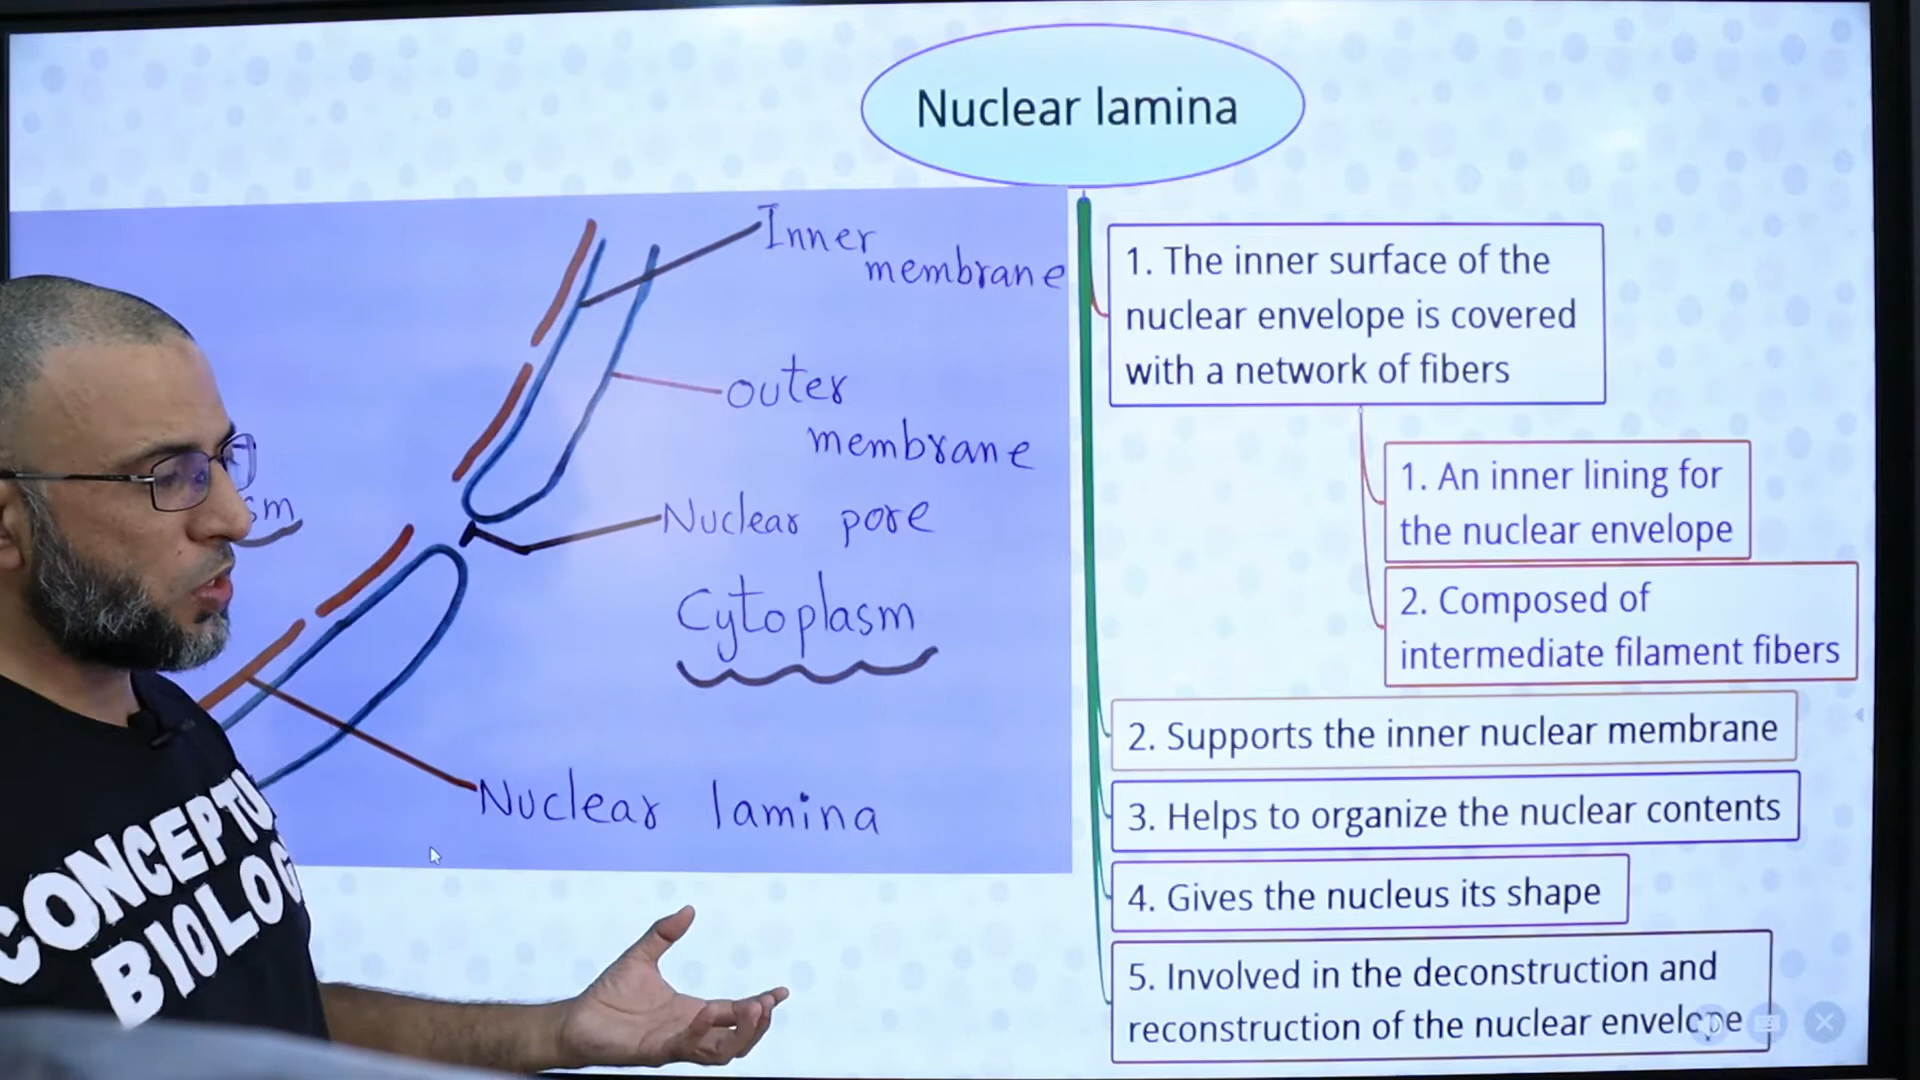 Nuclear lamina
Inner
membrane
outer
membrane
sm
Nuclear pore
Cytoplasm
Nuclear lamina
1. The inner surface of the
nuclear envelope is covered
with a network of fibers
1. An inner lining for
the nuclear envelope
2. Composed of
intermediate filament fibers
2. Supports the inner nuclear membrane
3. Helps to organize the nuclear contents
4. Gives the nucleus its shape
5. Involved in the deconstruction and
reconstruction of the nuclear envelope
CONCEPTU
BIOLOG